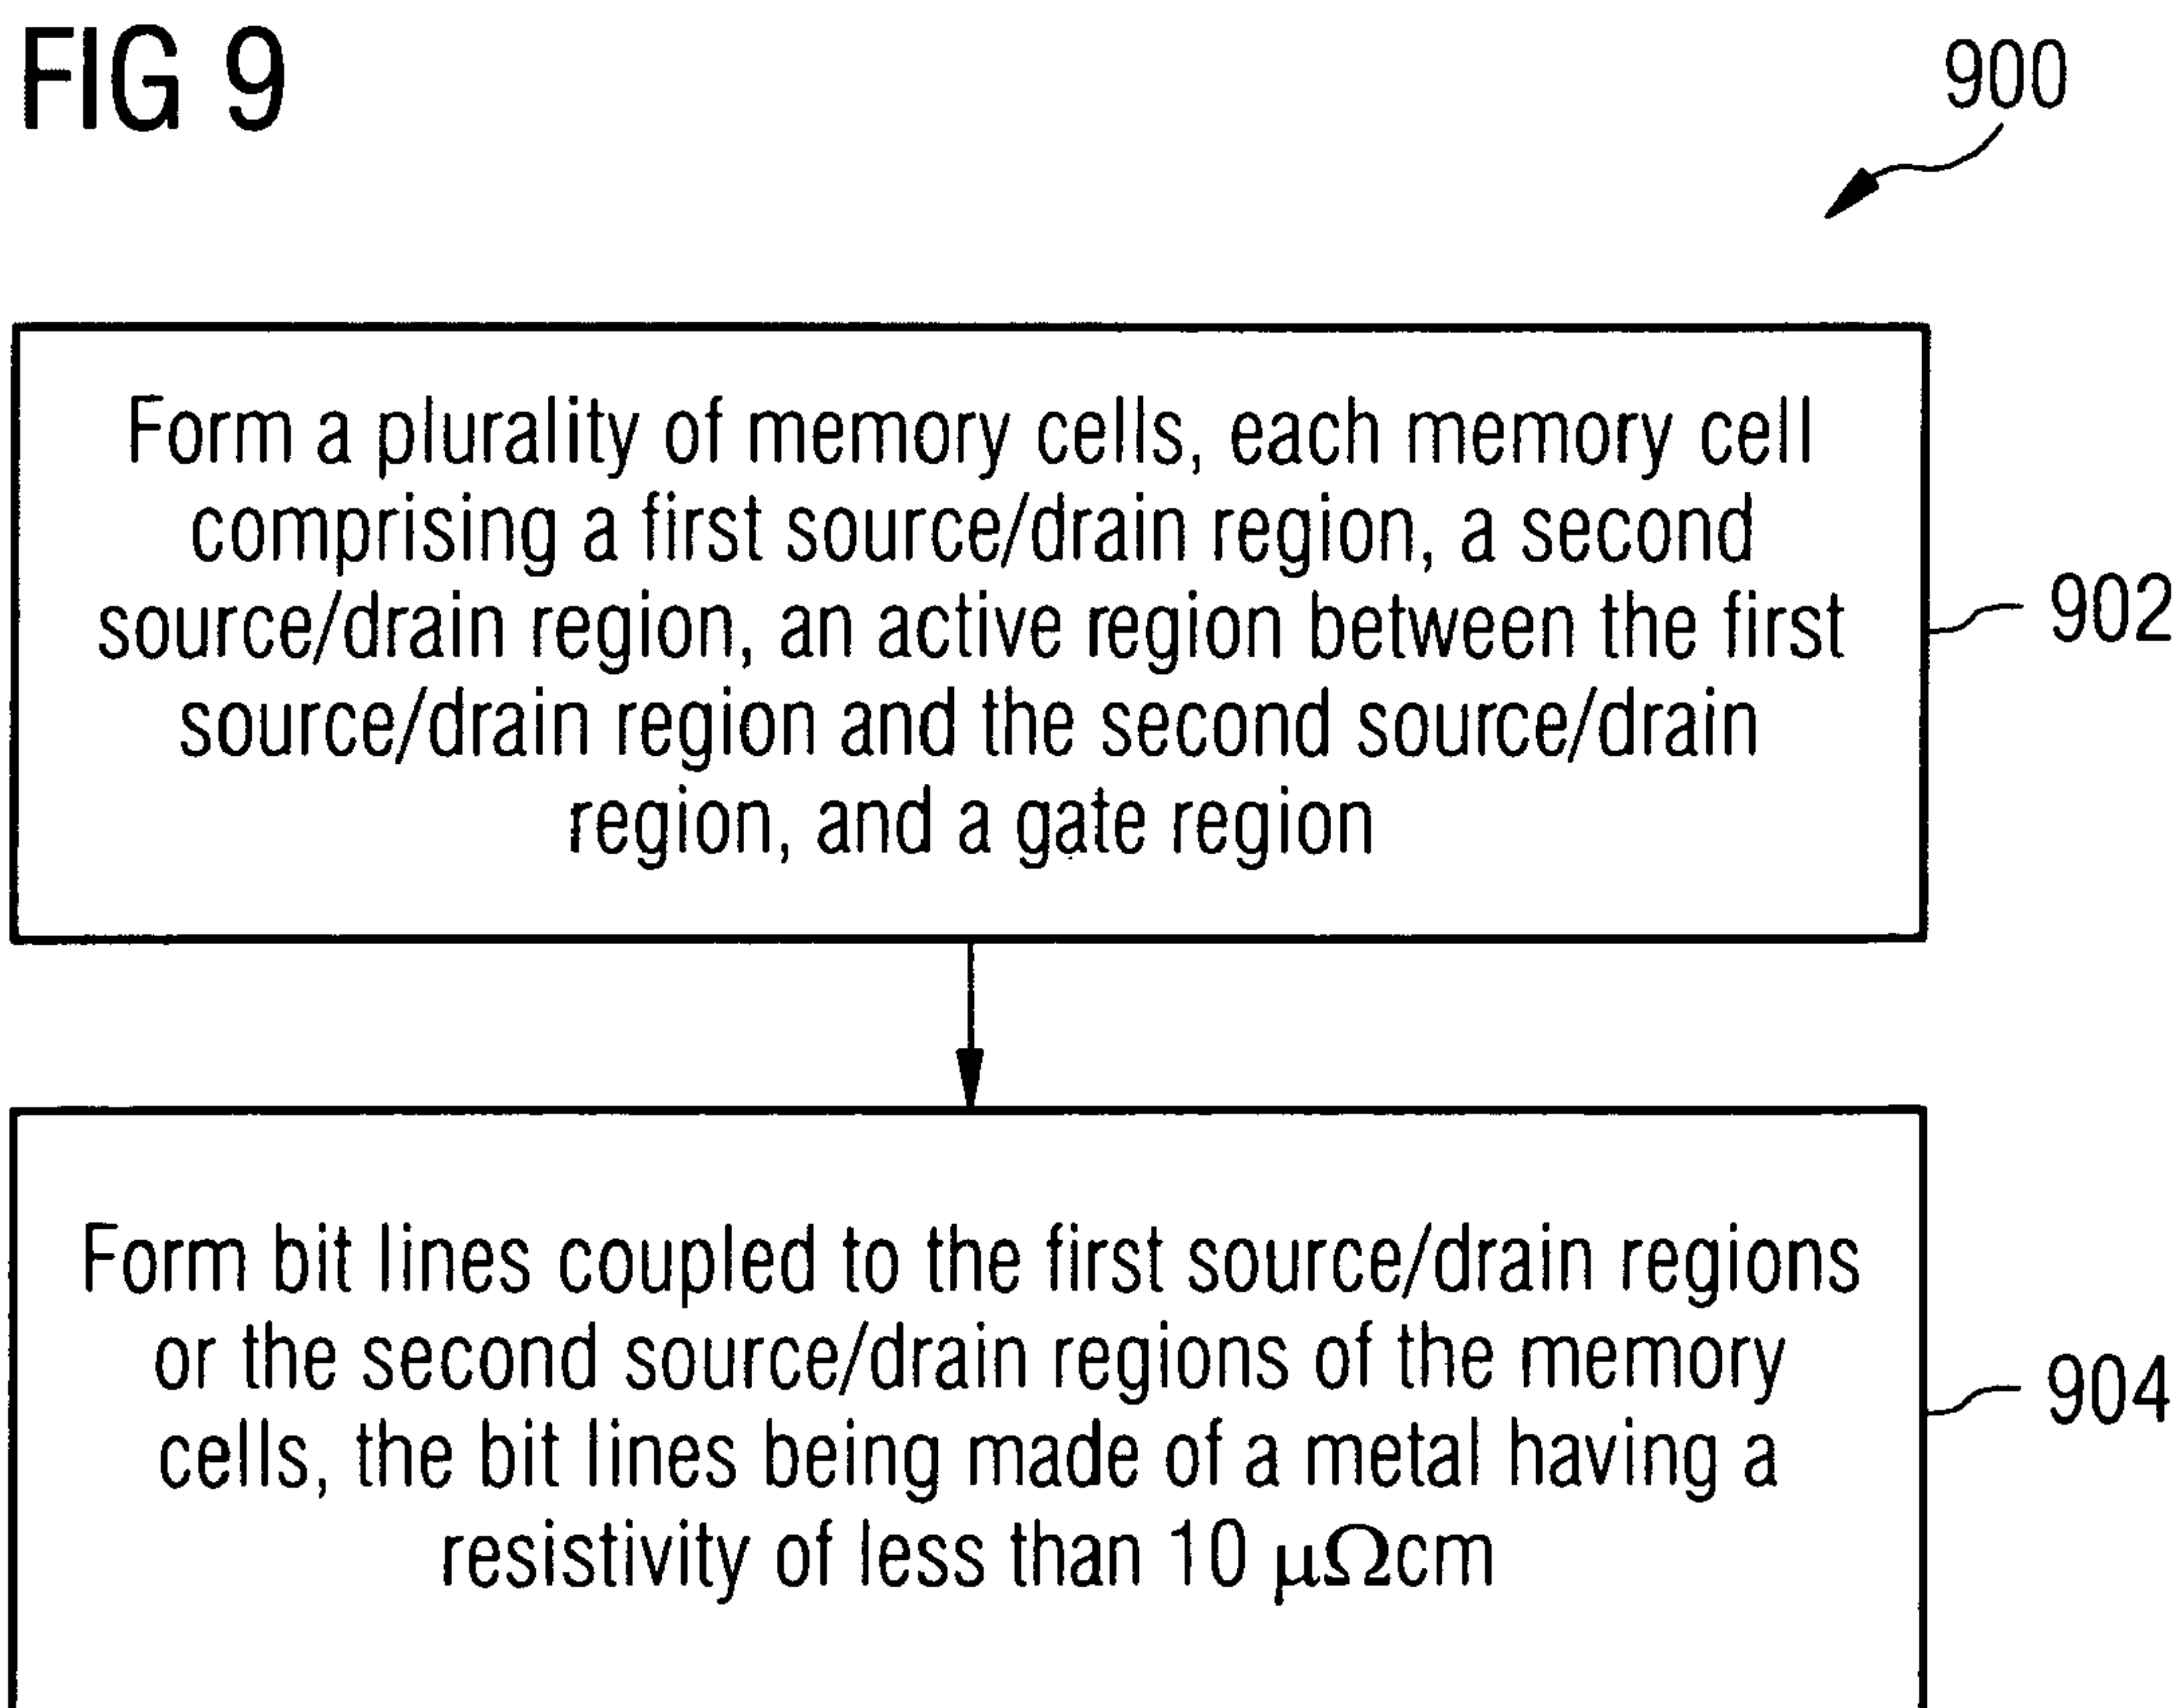 FIG 9
900
Form a plurality of memory cells, each memory cell
comprising a first source/drain region, a second
source/drain region, an active region between the first
source/drain region and the second source/drain
region, and a gate region
902
Form bit lines coupled to the first source/drain regions
or the second source/drain regions of the memory
cells, the bit lines being made of a metal having a
resistivity of less than 10 μΩcm
904